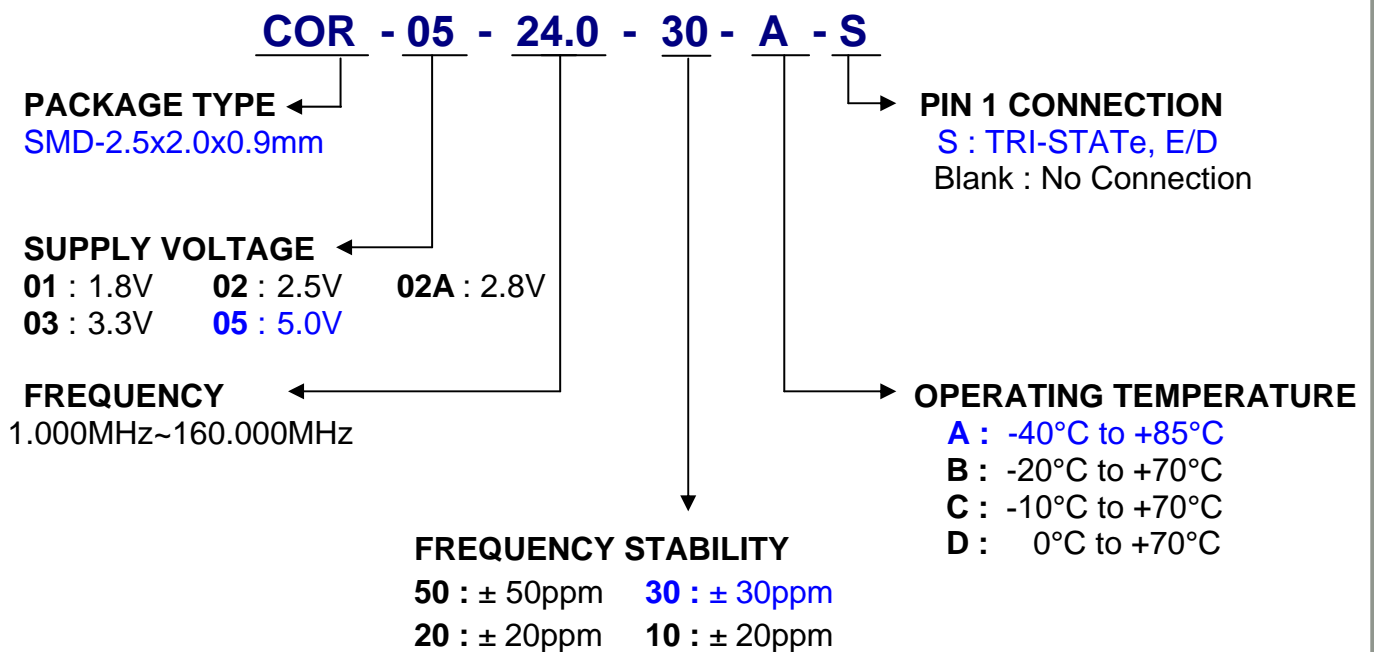 COR - 05 - 24.0 - 30 - A - S
PACKAGE TYPE
SMD-2.5x2.0x0.9mm
PIN 1 CONNECTION
S : TRI-STATe, E/D
Blank : No Connection
SUPPLY VOLTAGE
01 : 1.8V 02 : 2.5V 02A : 2.8V
03 : 3.3V 05 : 5.0V
FREQUENCY
1.000MHz~160.000MHz
OPERATING TEMPERATURE
A : -40°C to +85°C
B : -20°C to +70°C
C : -10°C to +70°C
D : 0°C to +70°C
FREQUENCY STABILITY
50 : ± 50ppm 30 : ± 30ppm
20 : ± 20ppm 10 : ± 20ppm